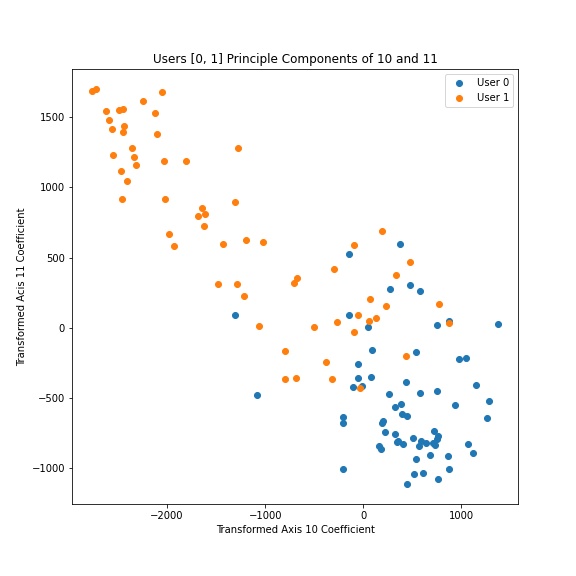 Users [0, 1] Principle Components of 10 and 11
User 0
User 1
Transformed Acis 11 Coefficient
1500
1000
500
0
−500
−1000
−2000
−1000
0
1000
Transformed Axis 10 Coefficient